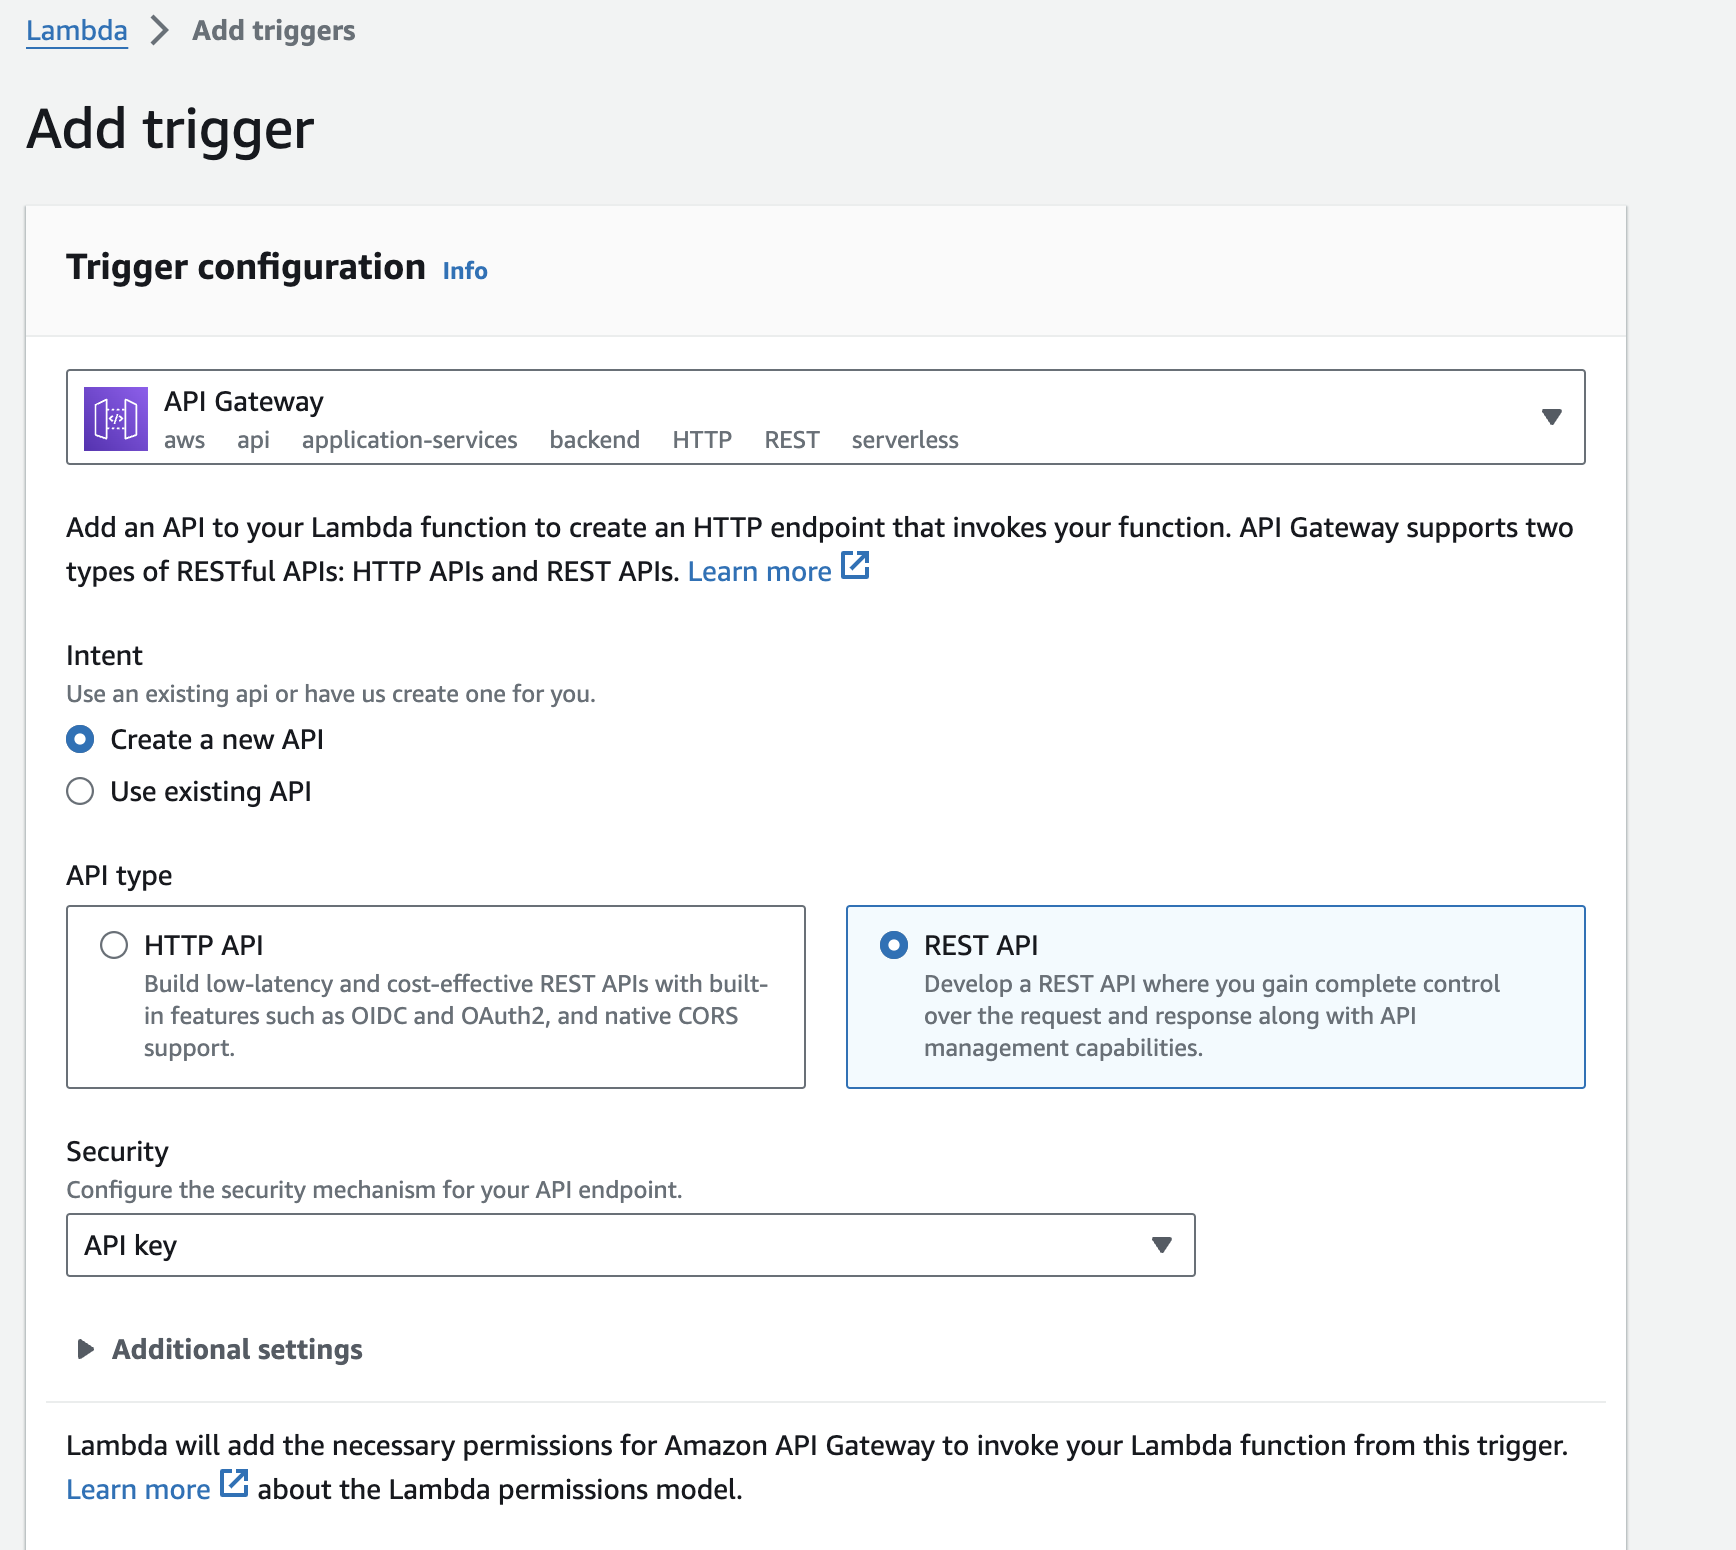 Lambda Add triggers
Add trigger
Trigger configuration Info
API Gateway
aws api application-services backend HTTP REST serverless
Add an API to your Lambda function to create an HTTP endpoint that invokes your function. API Gateway supports two
types of RESTful APIs: HTTP APIs and REST APIs. Learn more
Intent
Use an existing api or have us create one for you.
Create a new API
Use existing API
API type
HTTP API
Build low-latency and cost-effective REST APIs with built-
in features such as OIDC and OAuth2, and native CORS
support.
REST API
Develop a REST API where you gain complete control
over the request and response along with API
management capabilities.
Security
Configure the security mechanism for your API endpoint.
API key
Additional settings
Lambda will add the necessary permissions for Amazon API Gateway to invoke your Lambda function from this trigger.
Learn more about the Lambda permissions model.